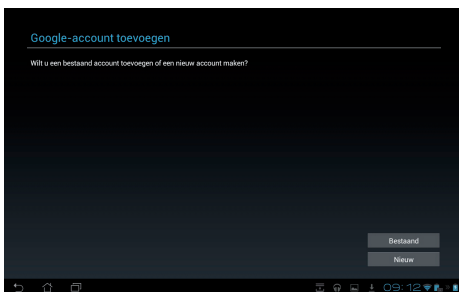 Google-account toevoegen
Wilt u een bestaand account toevoegen of een nieuw account maken?
Bestaand
Nieuw
09:12